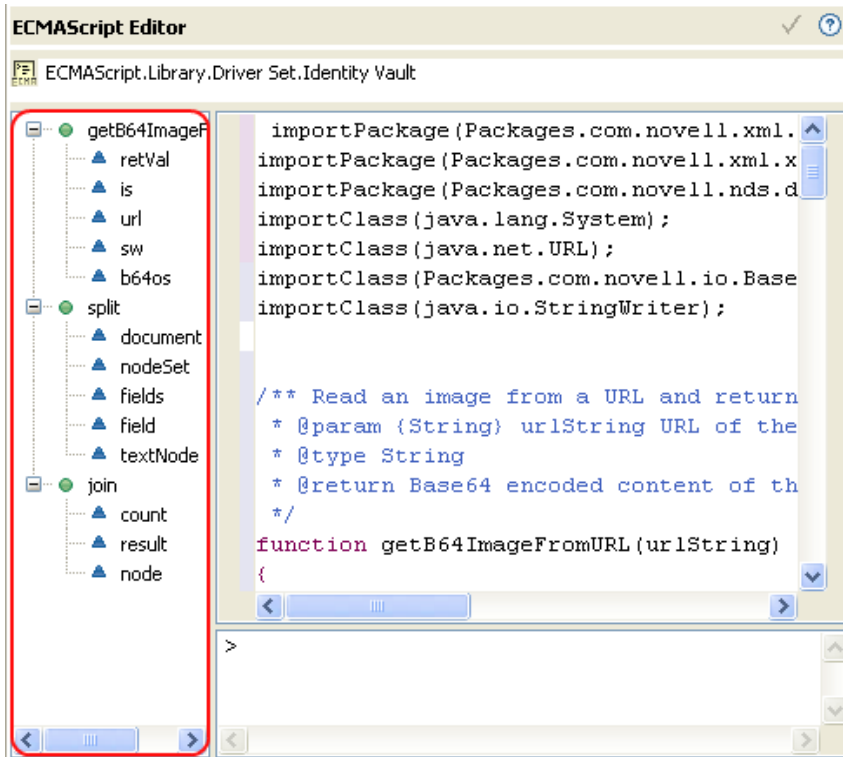 ECMAScript Editor
ECMA
ECMAScript.Library.Driver Set.Identity Vault
getB64ImageF
retVal
is
url
sw
b64os
split
document
nodeSet
fields
field
textNode
join
count
result
node
importPackage(Packages.com.novell.xml.
importPackage(Packages.com.novell.xml.x
importPackage(Packages.com.novell.nds.d
importClass(java.lang.System);
importClass(java.net.URL);
importClass(Packages.com.novell.io.Base
importClass(java.io.StringWriter);
/** Read an image from a URL and return
* @param {String} urlString URL of the
* @type String
* @return Base64 encoded content of th
*/
function getB64ImageFromURL(urlString)
{
>